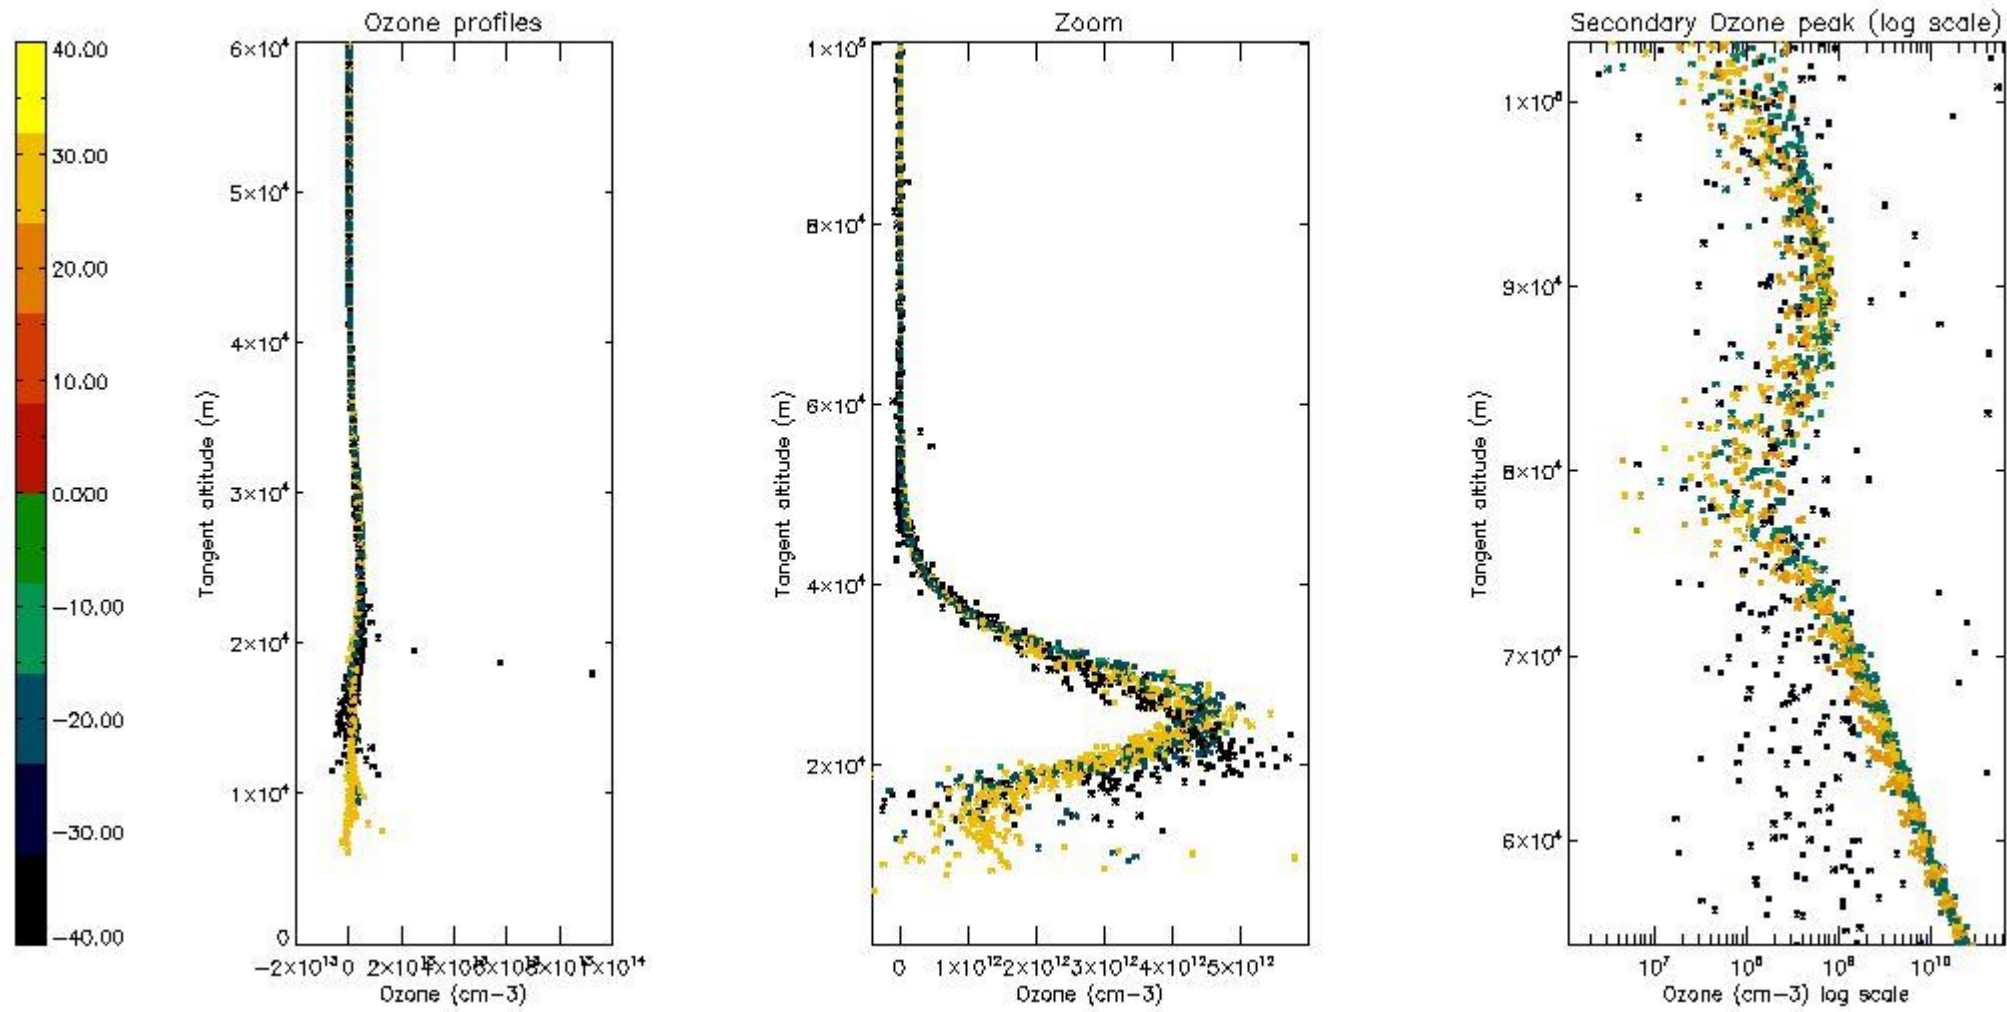 Ozone profiles
Zoom
Secondary Ozone peak (log scale)
40.00
30.00
20.00
10.00
−10.00
−20.00
−30.00
−40.00
6×10⁴
5×10⁴
4×10⁴
3×10⁴
2×10⁴
1×10⁴
0
Tangent altitude (m)
−2×10¹³ 0
1×10¹⁴
Ozone (cm−3)
1×10⁵
8×10⁴
6×10⁴
4×10⁴
2×10⁴
Tangent altitude (m)
0 1×10¹² 2×10¹² 3×10¹² 4×10¹² 5×10¹²
Ozone (cm−3)
1×10⁵
9×10⁴
8×10⁴
7×10⁴
6×10⁴
Tangent altitude (m)
10⁷ 10⁸ 10⁹ 10¹⁰
Ozone (cm−3) log scale